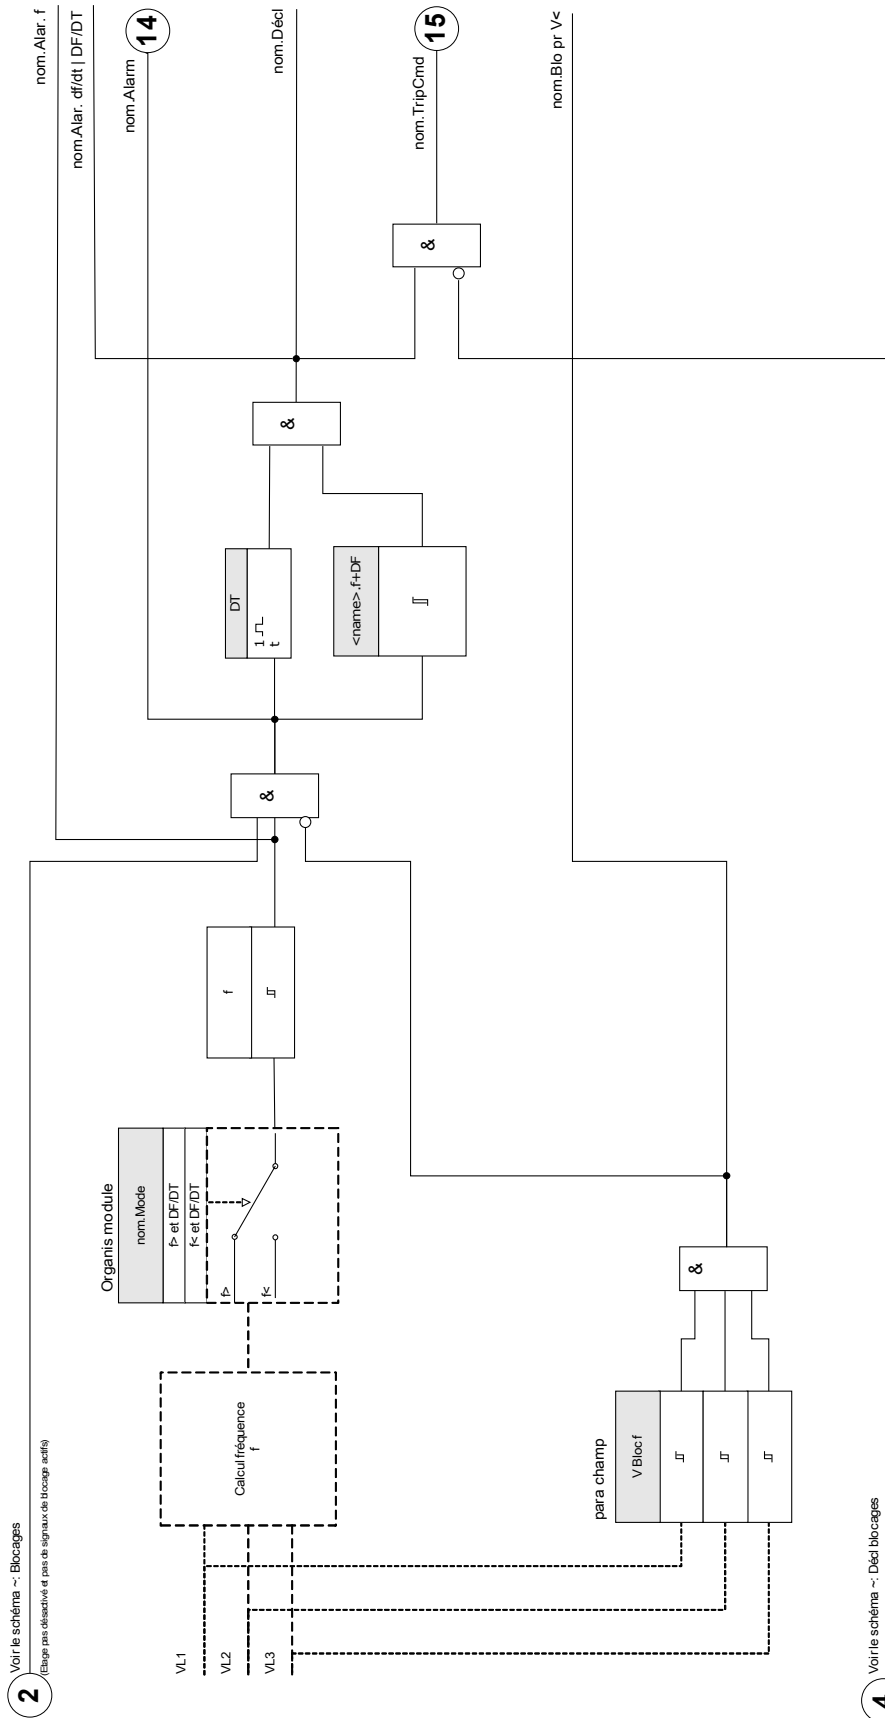 2
Voir le schéma ~: Blocages
(Etage pas désactivé et pas de signaux de blocage actifs)
VL1
VL2
VL3
Calcul fréquence
f
Organis module
nom.Mode
f> et DF/DT
f< et DF/DT
f>
f<
f
&
DT
1
t
<name>.f+DF
&
&
nom.Alar. f
nom.Alar. df/dt | DF/DT
nom.Alarm
14
nom.Décl
nom.TripCmd
15
nom.Blo pr V<
para champ
V Bloc f
&
4
Voir le schéma ~: Décl blocages